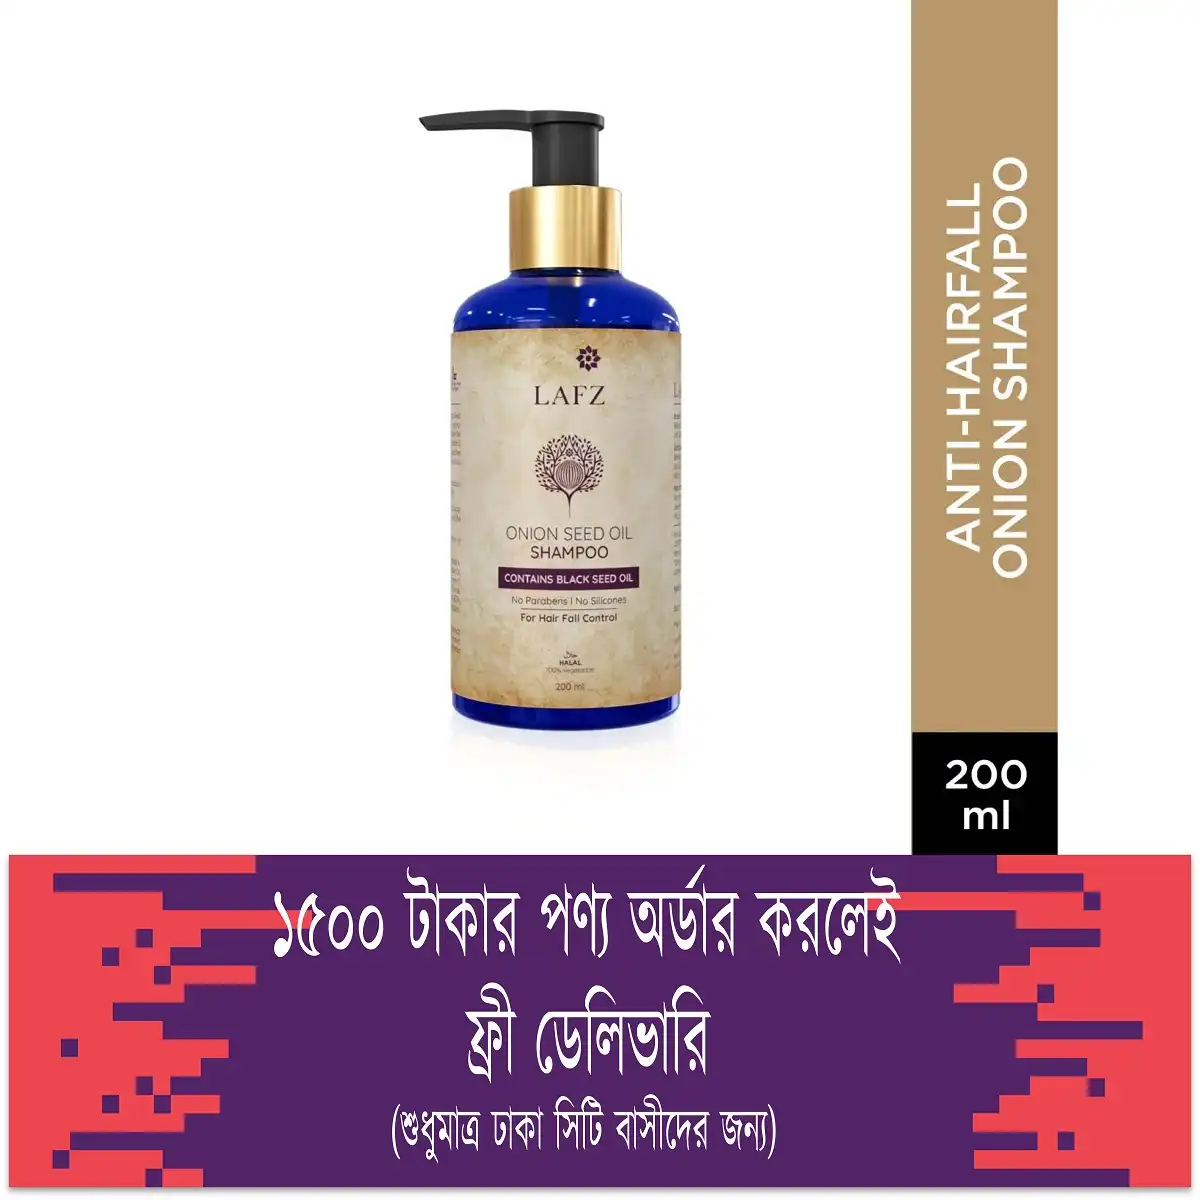 LAFZ
ONION SEED OIL
SHAMPOO
CONTAINS BLACK SEED OIL
No Parabens | No Silicones
For Hair Fall Control
حلال
HALAL
100% Vegetarian
200 ml
ANTI-HAIRFALL
ONION SHAMPOO
200
ml
১৫০০ টাকার পণ্য অর্ডার করলেই
ফ্রী ডেলিভারি
(শুধুমাত্র ঢাকা সিটি বাসীদের জন্য)